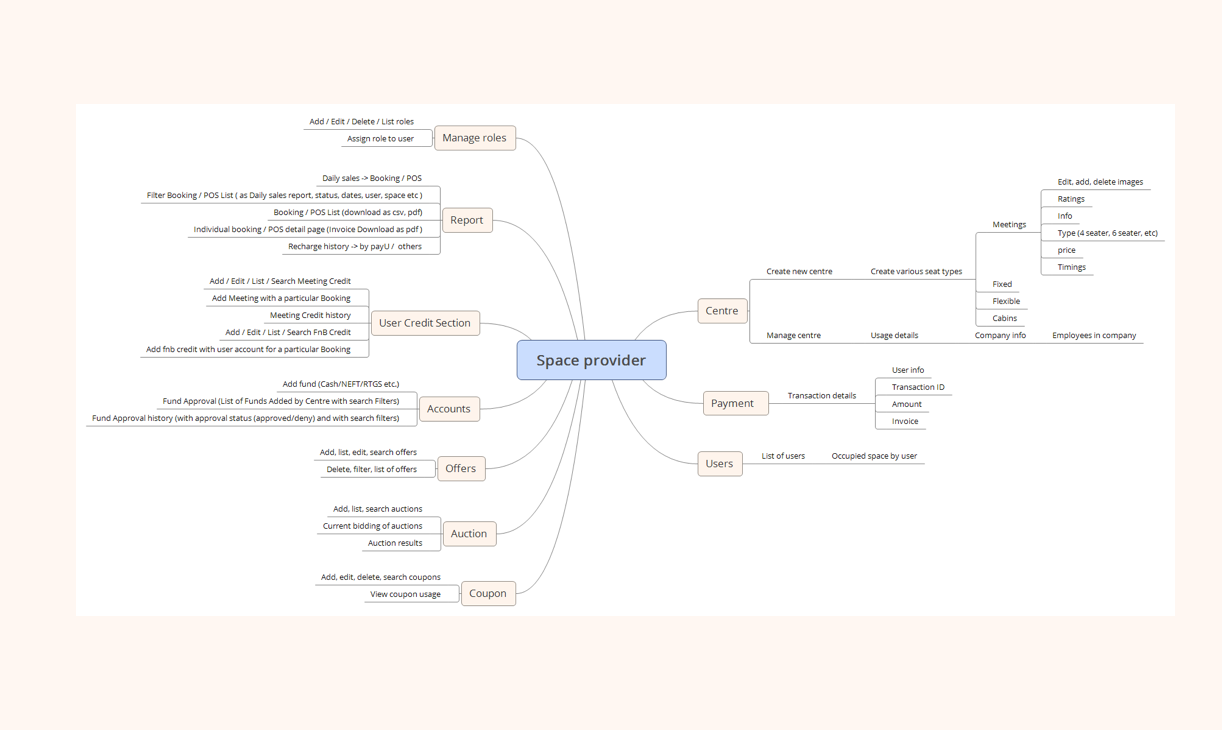 Space provider
Manage roles
Add / Edit / Delete / List roles
Assign role to user
Report
Daily sales -> Booking / POS
Filter Booking / POS List ( as Daily sales report, status, dates, user, space etc )
Booking / POS List (download as csv, pdf)
Individual booking / POS detail page (Invoice Download as pdf )
Recharge history -> by payU / others
User Credit Section
Add / Edit / List / Search Meeting Credit
Add Meeting with a particular Booking
Meeting Credit history
Add / Edit / List / Search FnB Credit
Add fnb credit with user account for a particular Booking
Accounts
Add fund (Cash/NEFT/RTGS etc.)
Fund Approval (List of Funds Added by Centre with search Filters)
Fund Approval history (with approval status (approved/deny) and with search filters)
Offers
Add, list, edit, search offers
Delete, filter, list of offers
Auction
Add, list, search auctions
Current bidding of auctions
Auction results
Coupon
Add, edit, delete, search coupons
View coupon usage
Centre
Create new centre
Create various seat types
Meetings
Edit, add, delete images
Ratings
Info
Type (4 seater, 6 seater, etc)
price
Timings
Fixed
Flexible
Cabins
Manage centre
Usage details
Company info
Employees in company
Payment
Transaction details
User info
Transaction ID
Amount
Invoice
Users
List of users
Occupied space by user